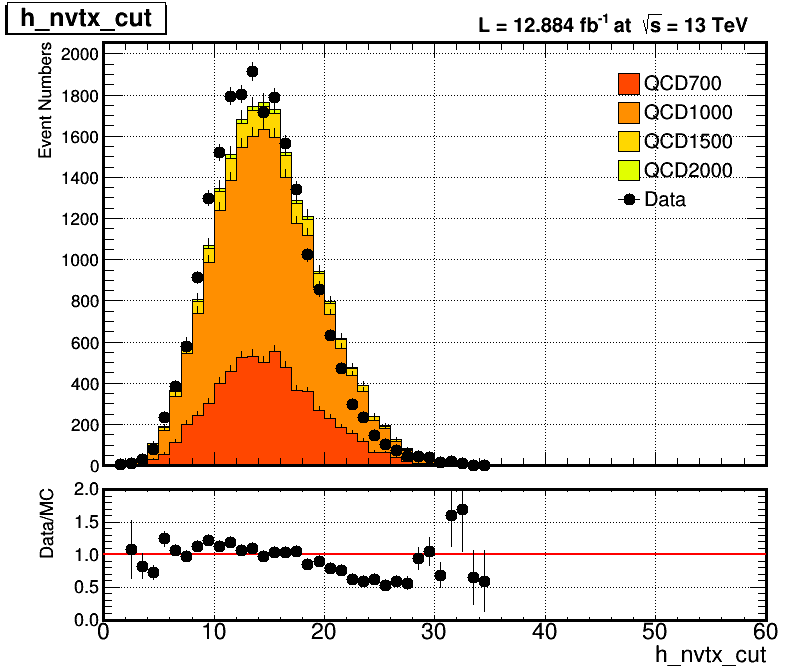 h_nvtx_cut
L = 12.884 fb⁻¹ at √s = 13 TeV
Event Numbers
2000
1800
1600
1400
1200
1000
800
600
400
200
0
QCD700
QCD1000
QCD1500
QCD2000
Data
Data/MC
2.0
1.5
1.0
0.5
0.0
0 10 20 30 40 50 60
h_nvtx_cut